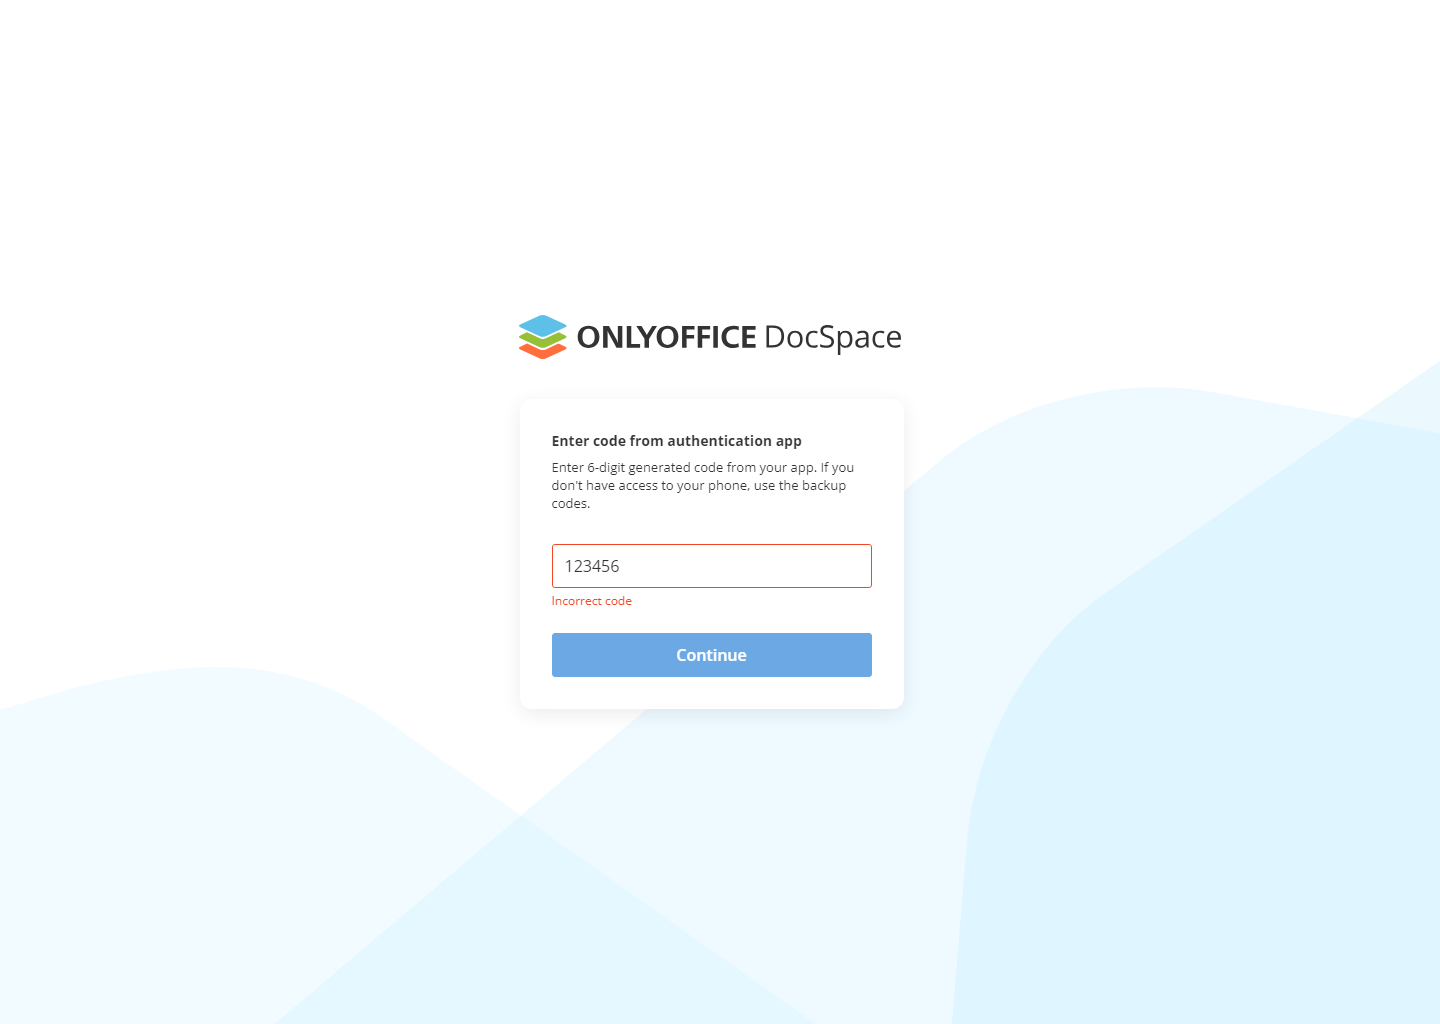 ONLYOFFICE DocSpace
Enter code from authentication app
Enter 6-digit generated code from your app. If you
don't have access to your phone, use the backup
codes.
123456
Incorrect code
Continue